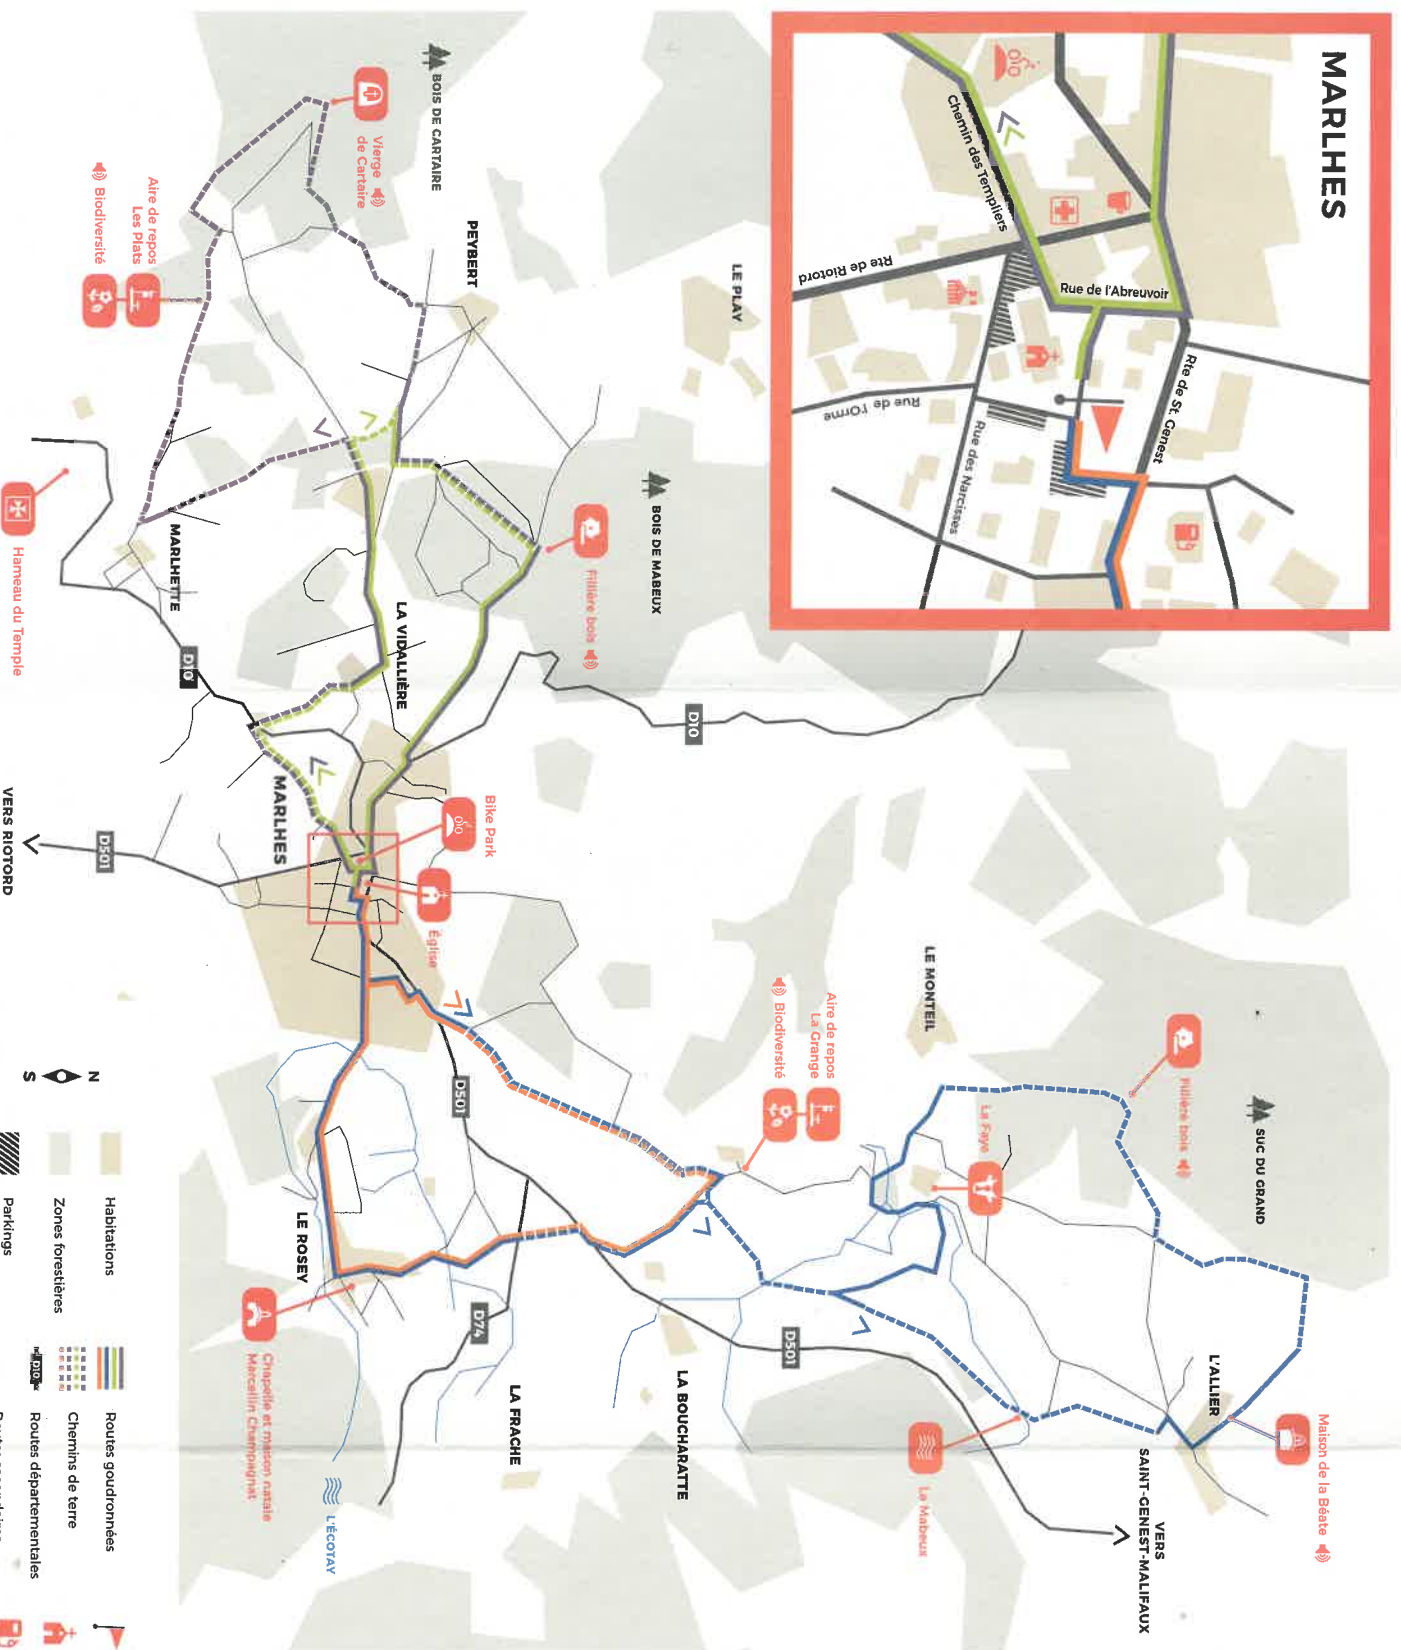 MARLHES
Chemin des Templiers
Rte de Riotord
Rue de l'Abreuvoir
Rte de St. Genest
Rue de l'Orme
Rue des Narcisses
BOIS DE CARTAIRE
Vierge
de Cartaire
Aire de repos
Les Plats
Biodiversité
PEYBERT
LE PLAY
BOIS DE MABEUX
Fillière bois
MARLHETTE
Hameau du Temple
D10
LA VIDALLIÈRE
D10
MARLHES
Bike Park
Église
D501
VERS RIOTORD
LE MONTEIL
Aire de repos
La Grange
Biodiversité
La Faye
Fillière bois
SUC DU GRAND
D501
LE ROSEY
Chapelle et maison natale
Marcellin Champagnat
D74
LA FRACHE
L'ÉCOTAY
LA BOUCHARATTE
D501
La Mabeux
L'ALLIER
Maison de la Béate
VERS
SAINT-GENEST-MALIFAUX
N
S
Habitations
Zones forestières
Parkings
Routes goudronnées
Chemins de terre
D10
Routes départementales